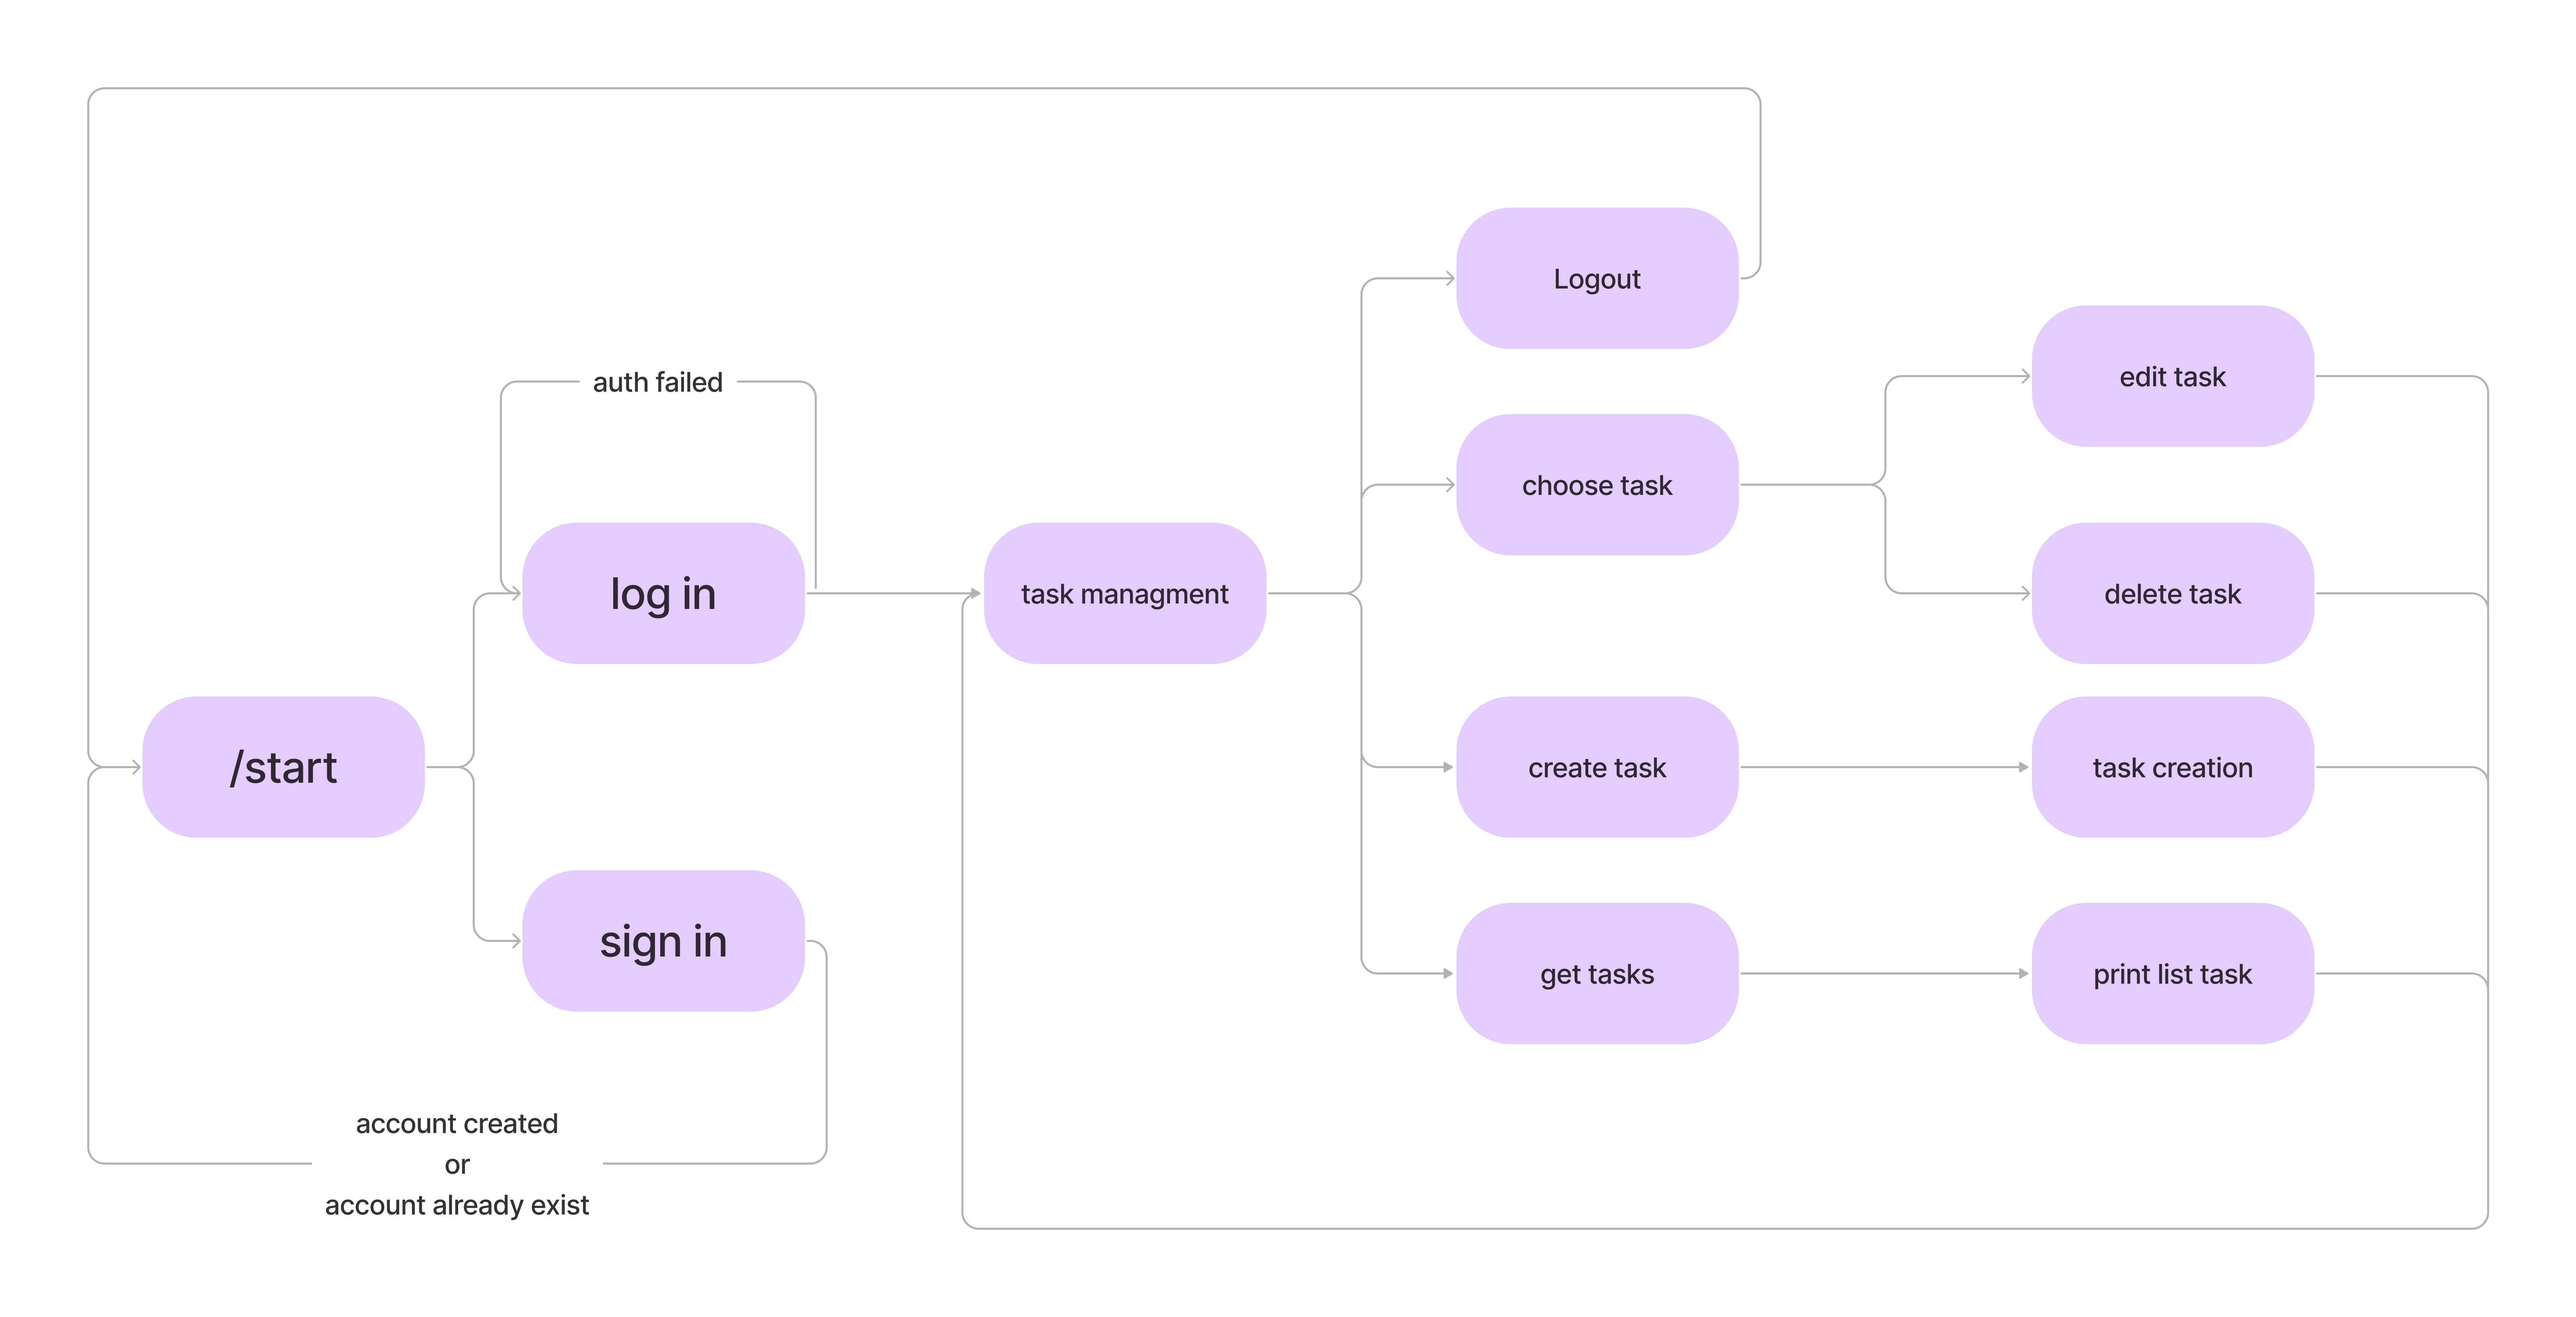 Logout
edit task
auth failed
choose task
log in
task managment
delete task
/start
create task
task creation
sign in
get tasks
print list task
account created
or
account already exist